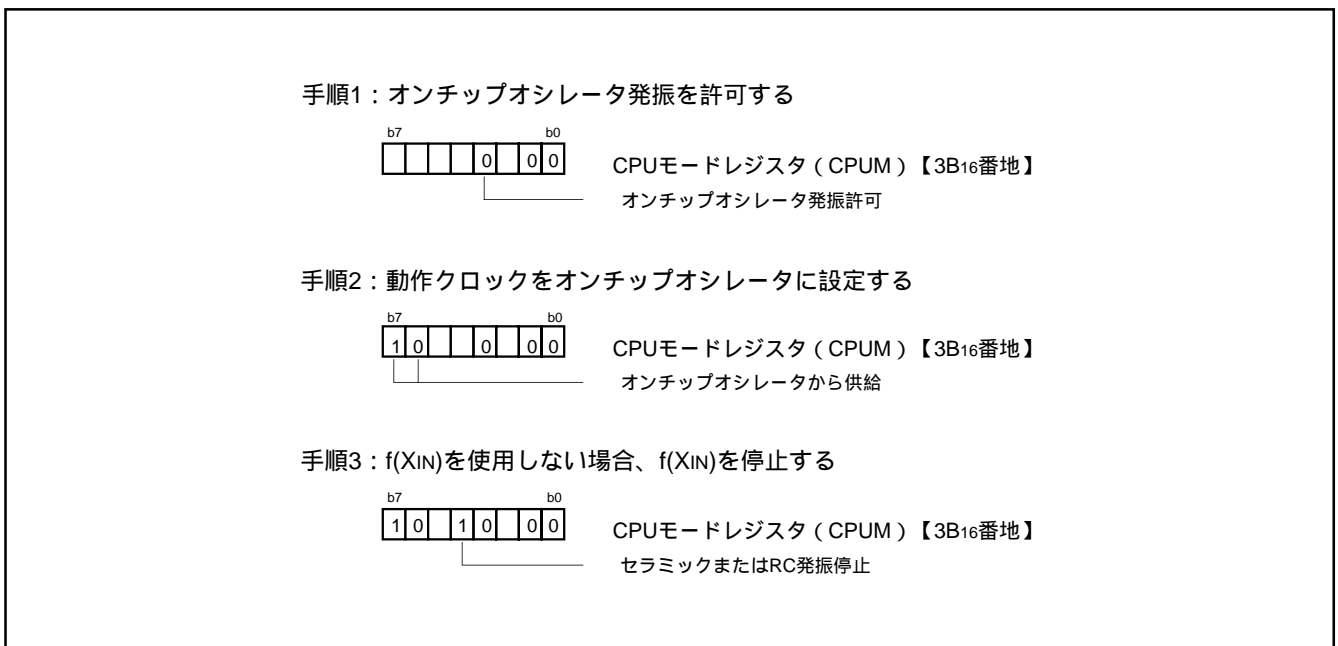 手順1：オンチップオシレータ発振を許可する
b7 b0
0 0 0 CPUモードレジスタ（CPUM）【3B16番地】
オンチップオシレータ発振許可
手順2：動作クロックをオンチップオシレータに設定する
b7 b0
1 0 0 0 0 CPUモードレジスタ（CPUM）【3B16番地】
オンチップオシレータから供給
手順3：f(XIN)を使用しない場合、f(XIN)を停止する
b7 b0
1 0 1 0 0 0 CPUモードレジスタ（CPUM）【3B16番地】
セラミックまたはRC発振停止